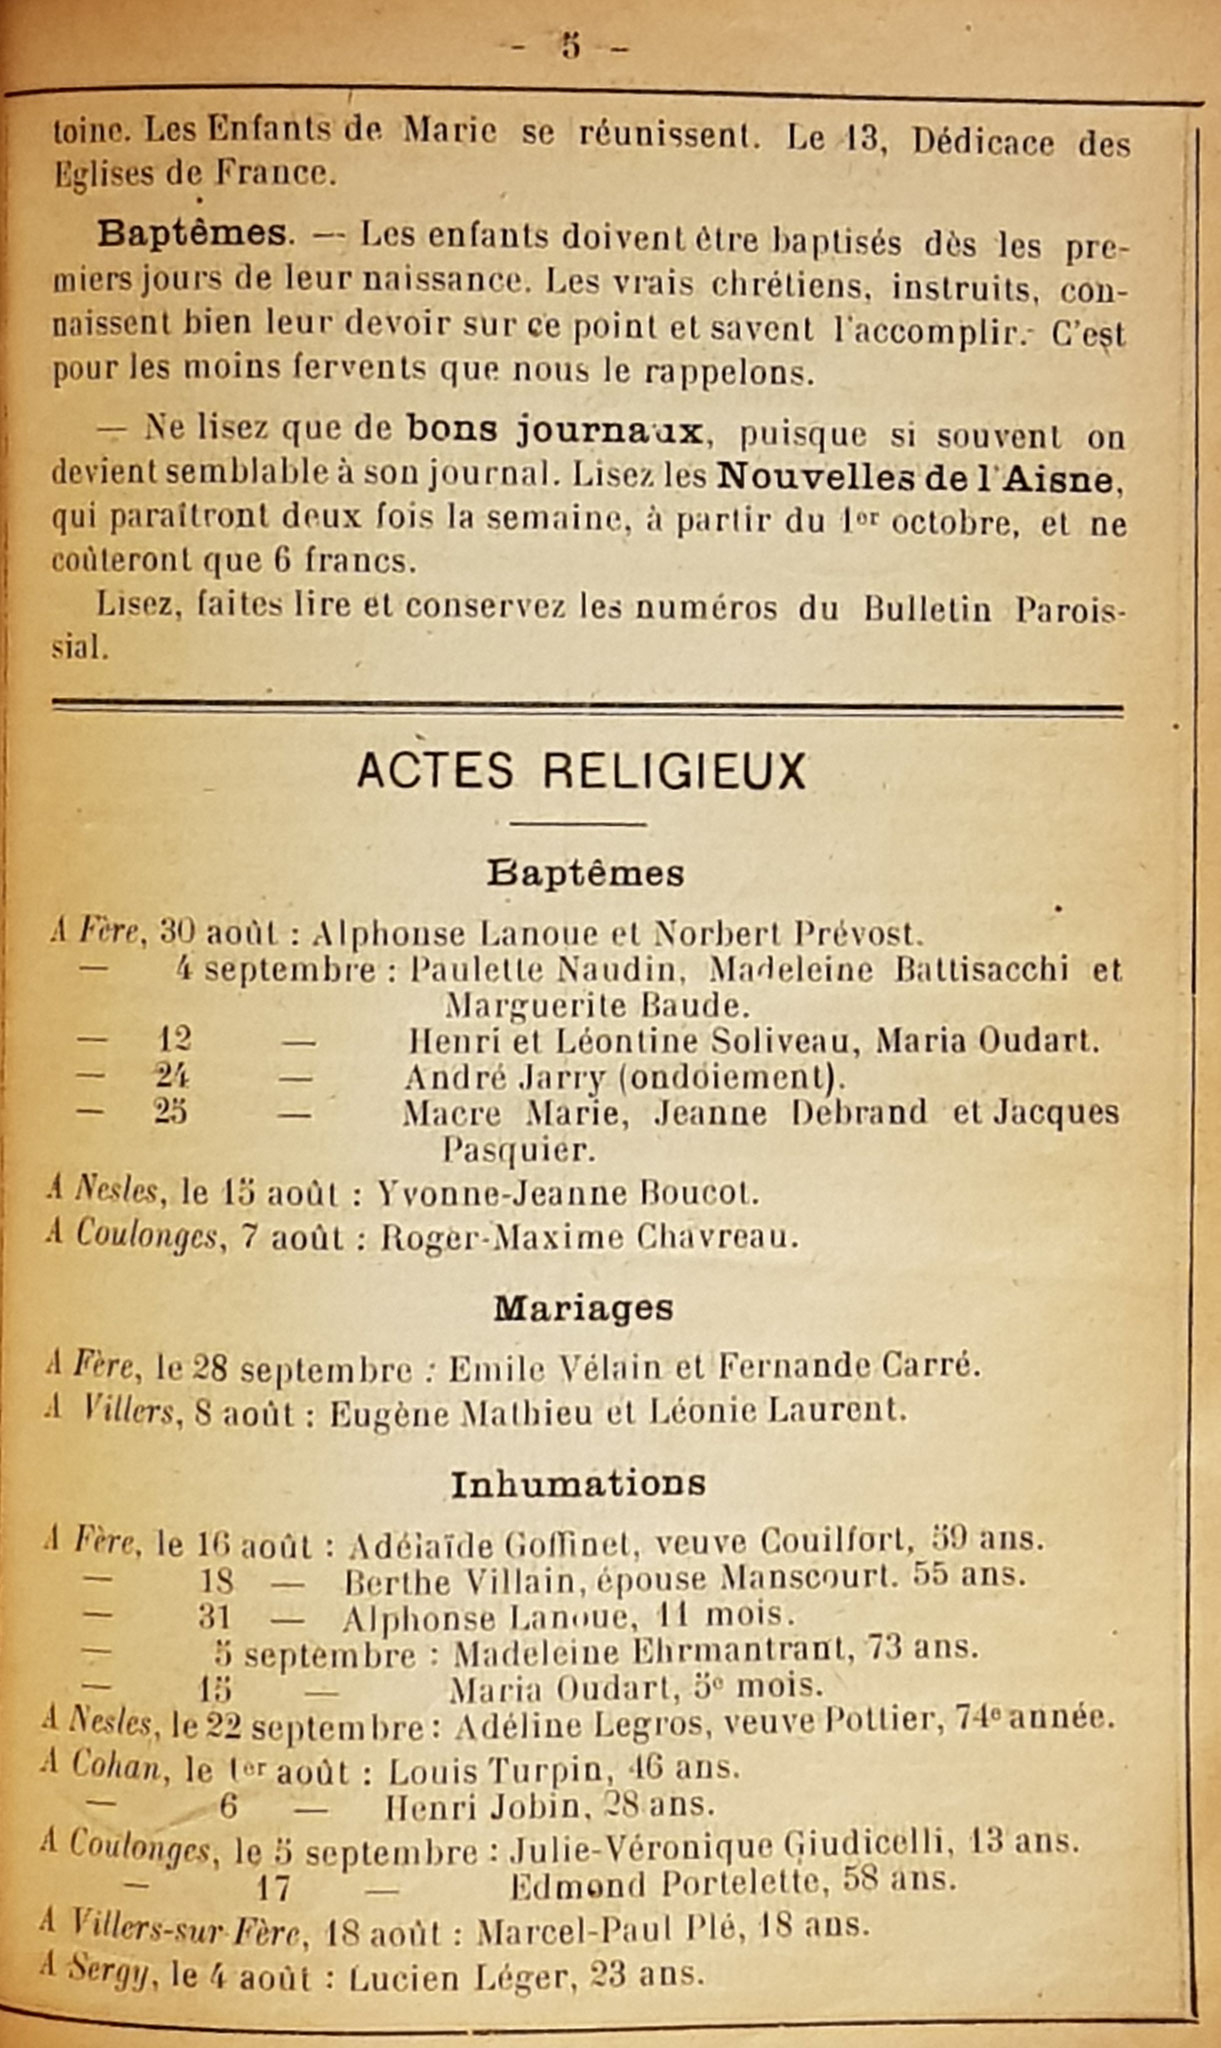 - 5 -
toine. Les Enfants de Marie se réunissent. Le 13, Dédicace des
Eglises de France.
Baptêmes. — Les enfants doivent être baptisés dès les pre-
miers jours de leur naissance. Les vrais chrétiens, instruits, con-
naissent bien leur devoir sur ce point et savent l'accomplir. C'est
pour les moins fervents que nous le rappelons.
— Ne lisez que de bons journaux, puisque si souvent on
devient semblable à son journal. Lisez les Nouvelles de l'Aisne,
qui paraîtront deux fois la semaine, à partir du 1er octobre, et ne
coûteront que 6 francs.
Lisez, faites lire et conservez les numéros du Bulletin Parois-
sial.
ACTES RELIGIEUX
Baptêmes
A Fère, 30 août : Alphonse Lanoue et Norbert Prévost.
— 4 septembre : Paulette Naudin, Madeleine Battisacchi et
Marguerite Baude.
— 12 — Henri et Léontine Soliveau, Maria Oudart.
— 24 — André Jarry (ondoiement).
— 25 — Macre Marie, Jeanne Debrand et Jacques
Pasquier.
A Nesles, le 15 août : Yvonne-Jeanne Boucot.
A Coulonges, 7 août : Roger-Maxime Chavreau.
Mariages
A Fère, le 28 septembre : Emile Vélain et Fernande Carré.
A Villers, 8 août : Eugène Mathieu et Léonie Laurent.
Inhumations
A Fère, le 16 août : Adélaïde Goffinet, veuve Couilfort, 59 ans.
— 18 — Berthe Villain, épouse Manscourt. 55 ans.
— 31 — Alphonse Lanoue, 11 mois.
— 5 septembre : Madeleine Ehrmantrant, 73 ans.
— 15 — Maria Oudart, 5e mois.
A Nesles, le 22 septembre : Adéline Legros, veuve Pottier, 74e année.
A Cohan, le 1er août : Louis Turpin, 46 ans.
— 6 — Henri Jobin, 28 ans.
A Coulonges, le 5 septembre : Julie-Véronique Giudicelli, 13 ans.
— 17 — Edmond Portelette, 58 ans.
A Villers-sur-Fère, 18 août : Marcel-Paul Plé, 18 ans.
A Sergy, le 4 août : Lucien Léger, 23 ans.